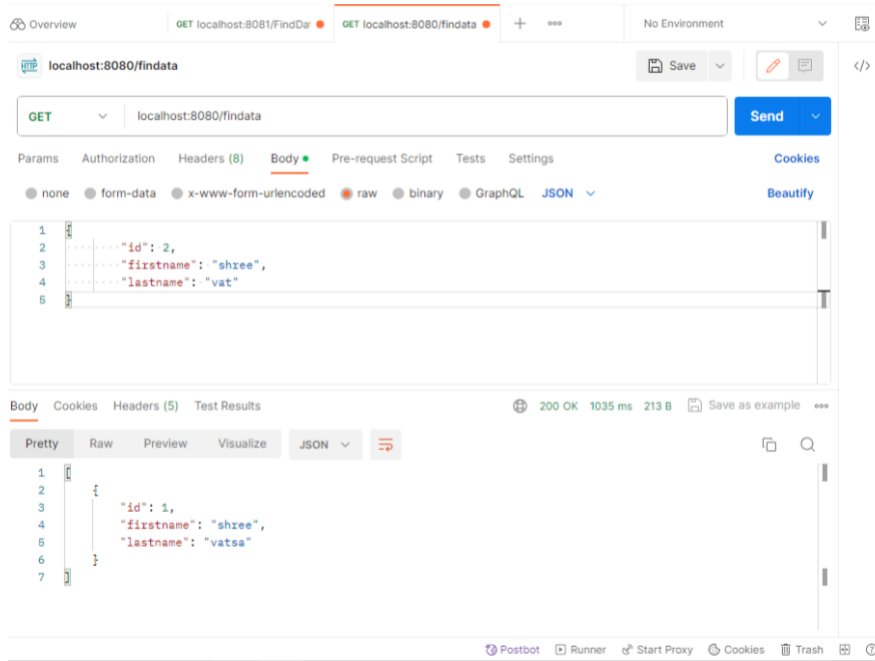 Overview GET localhost:8081/FindDa GET localhost:8080/findata + ooo No Environment
HTTP localhost:8080/findata Save </>
GET localhost:8080/findata Send
Params Authorization Headers (8) Body Pre-request Script Tests Settings Cookies
none form-data x-www-form-urlencoded raw binary GraphQL JSON Beautify
1 {
2 "id": 2,
3 "firstname": "shree",
4 "lastname": "vat"
5 }
Body Cookies Headers (5) Test Results 200 OK 1035 ms 213 B Save as example ooo
Pretty Raw Preview Visualize JSON
1 [
2 {
3 "id": 1,
4 "firstname": "shree",
5 "lastname": "vatsa"
6 }
7 ]
Postbot Runner Start Proxy Cookies Trash